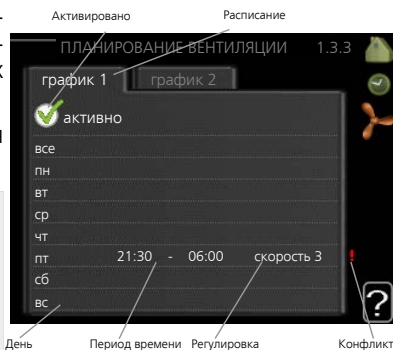 Активировано Расписание
ПЛАНИРОВАНИЕ ВЕНТИЛЯЦИИ 1.3.3
график 1 график 2
активно
все
пн
вт
ср
чт
пт 21:30 - 06:00 скорость 3 !
сб
вс
?
День Период времени Регулировка Конфликт